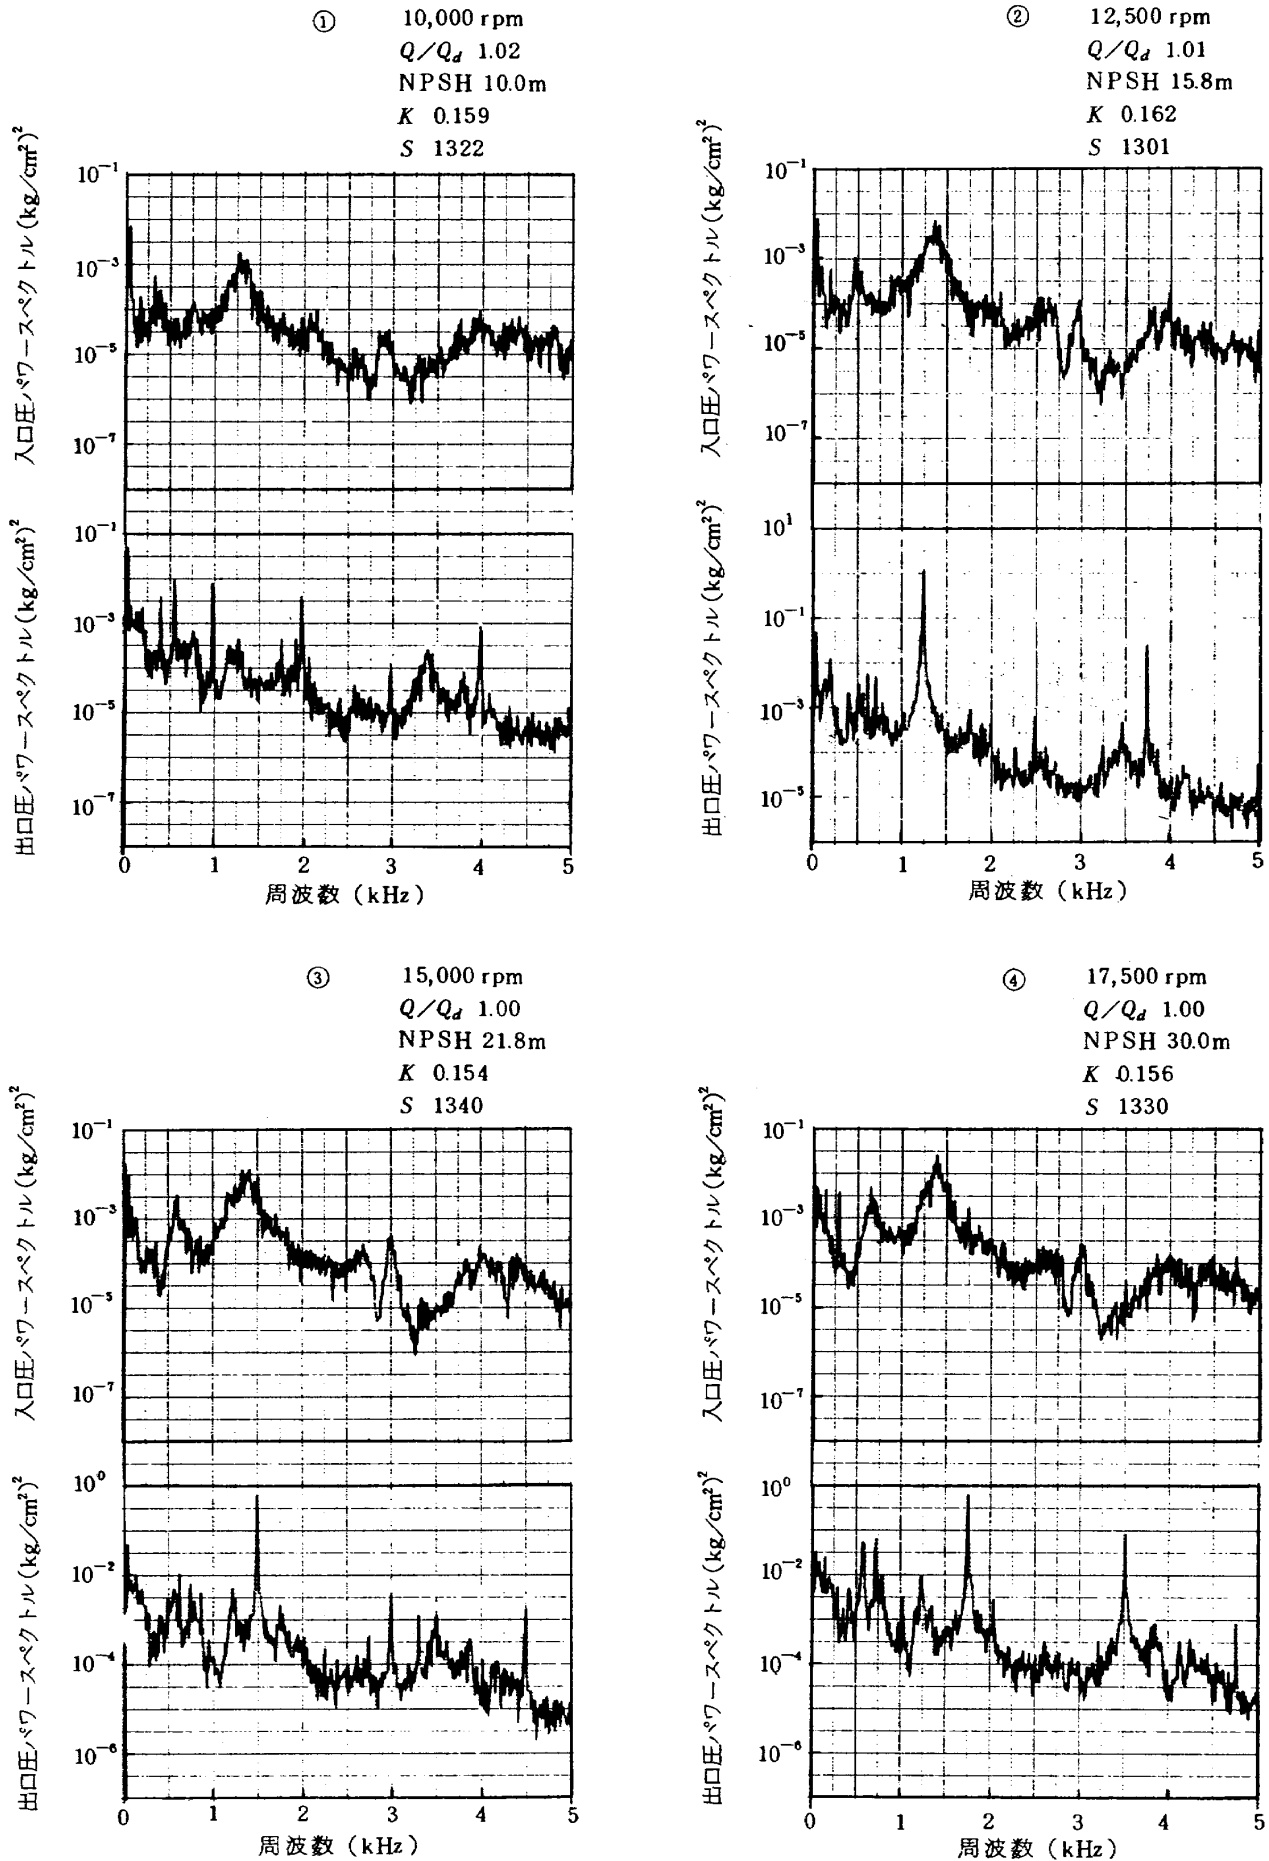 ① 10,000 rpm
Q/Qd 1.02
NPSH 10.0m
K 0.159
S 1322
入口圧パワースペクトル(kg/cm²)²
10⁻¹
10⁻³
10⁻⁵
10⁻⁷
出口圧パワースペクトル(kg/cm²)²
10⁻¹
10⁻³
10⁻⁵
10⁻⁷
0 1 2 3 4 5
周波数 (kHz)
② 12,500 rpm
Q/Qd 1.01
NPSH 15.8m
K 0.162
S 1301
入口圧パワースペクトル(kg/cm²)²
10⁻¹
10⁻³
10⁻⁵
10⁻⁷
出口圧パワースペクトル(kg/cm²)²
10¹
10⁻¹
10⁻³
10⁻⁵
0 1 2 3 4 5
周波数 (kHz)
③ 15,000 rpm
Q/Qd 1.00
NPSH 21.8m
K 0.154
S 1340
入口圧パワースペクトル(kg/cm²)²
10⁻¹
10⁻³
10⁻⁵
10⁻⁷
出口圧パワースペクトル(kg/cm²)²
10⁰
10⁻²
10⁻⁴
10⁻⁶
0 1 2 3 4 5
周波数 (kHz)
④ 17,500 rpm
Q/Qd 1.00
NPSH 30.0m
K 0.156
S 1330
入口圧パワースペクトル(kg/cm²)²
10⁻¹
10⁻³
10⁻⁵
10⁻⁷
出口圧パワースペクトル(kg/cm²)²
10⁰
10⁻²
10⁻⁴
10⁻⁶
0 1 2 3 4 5
周波数 (kHz)